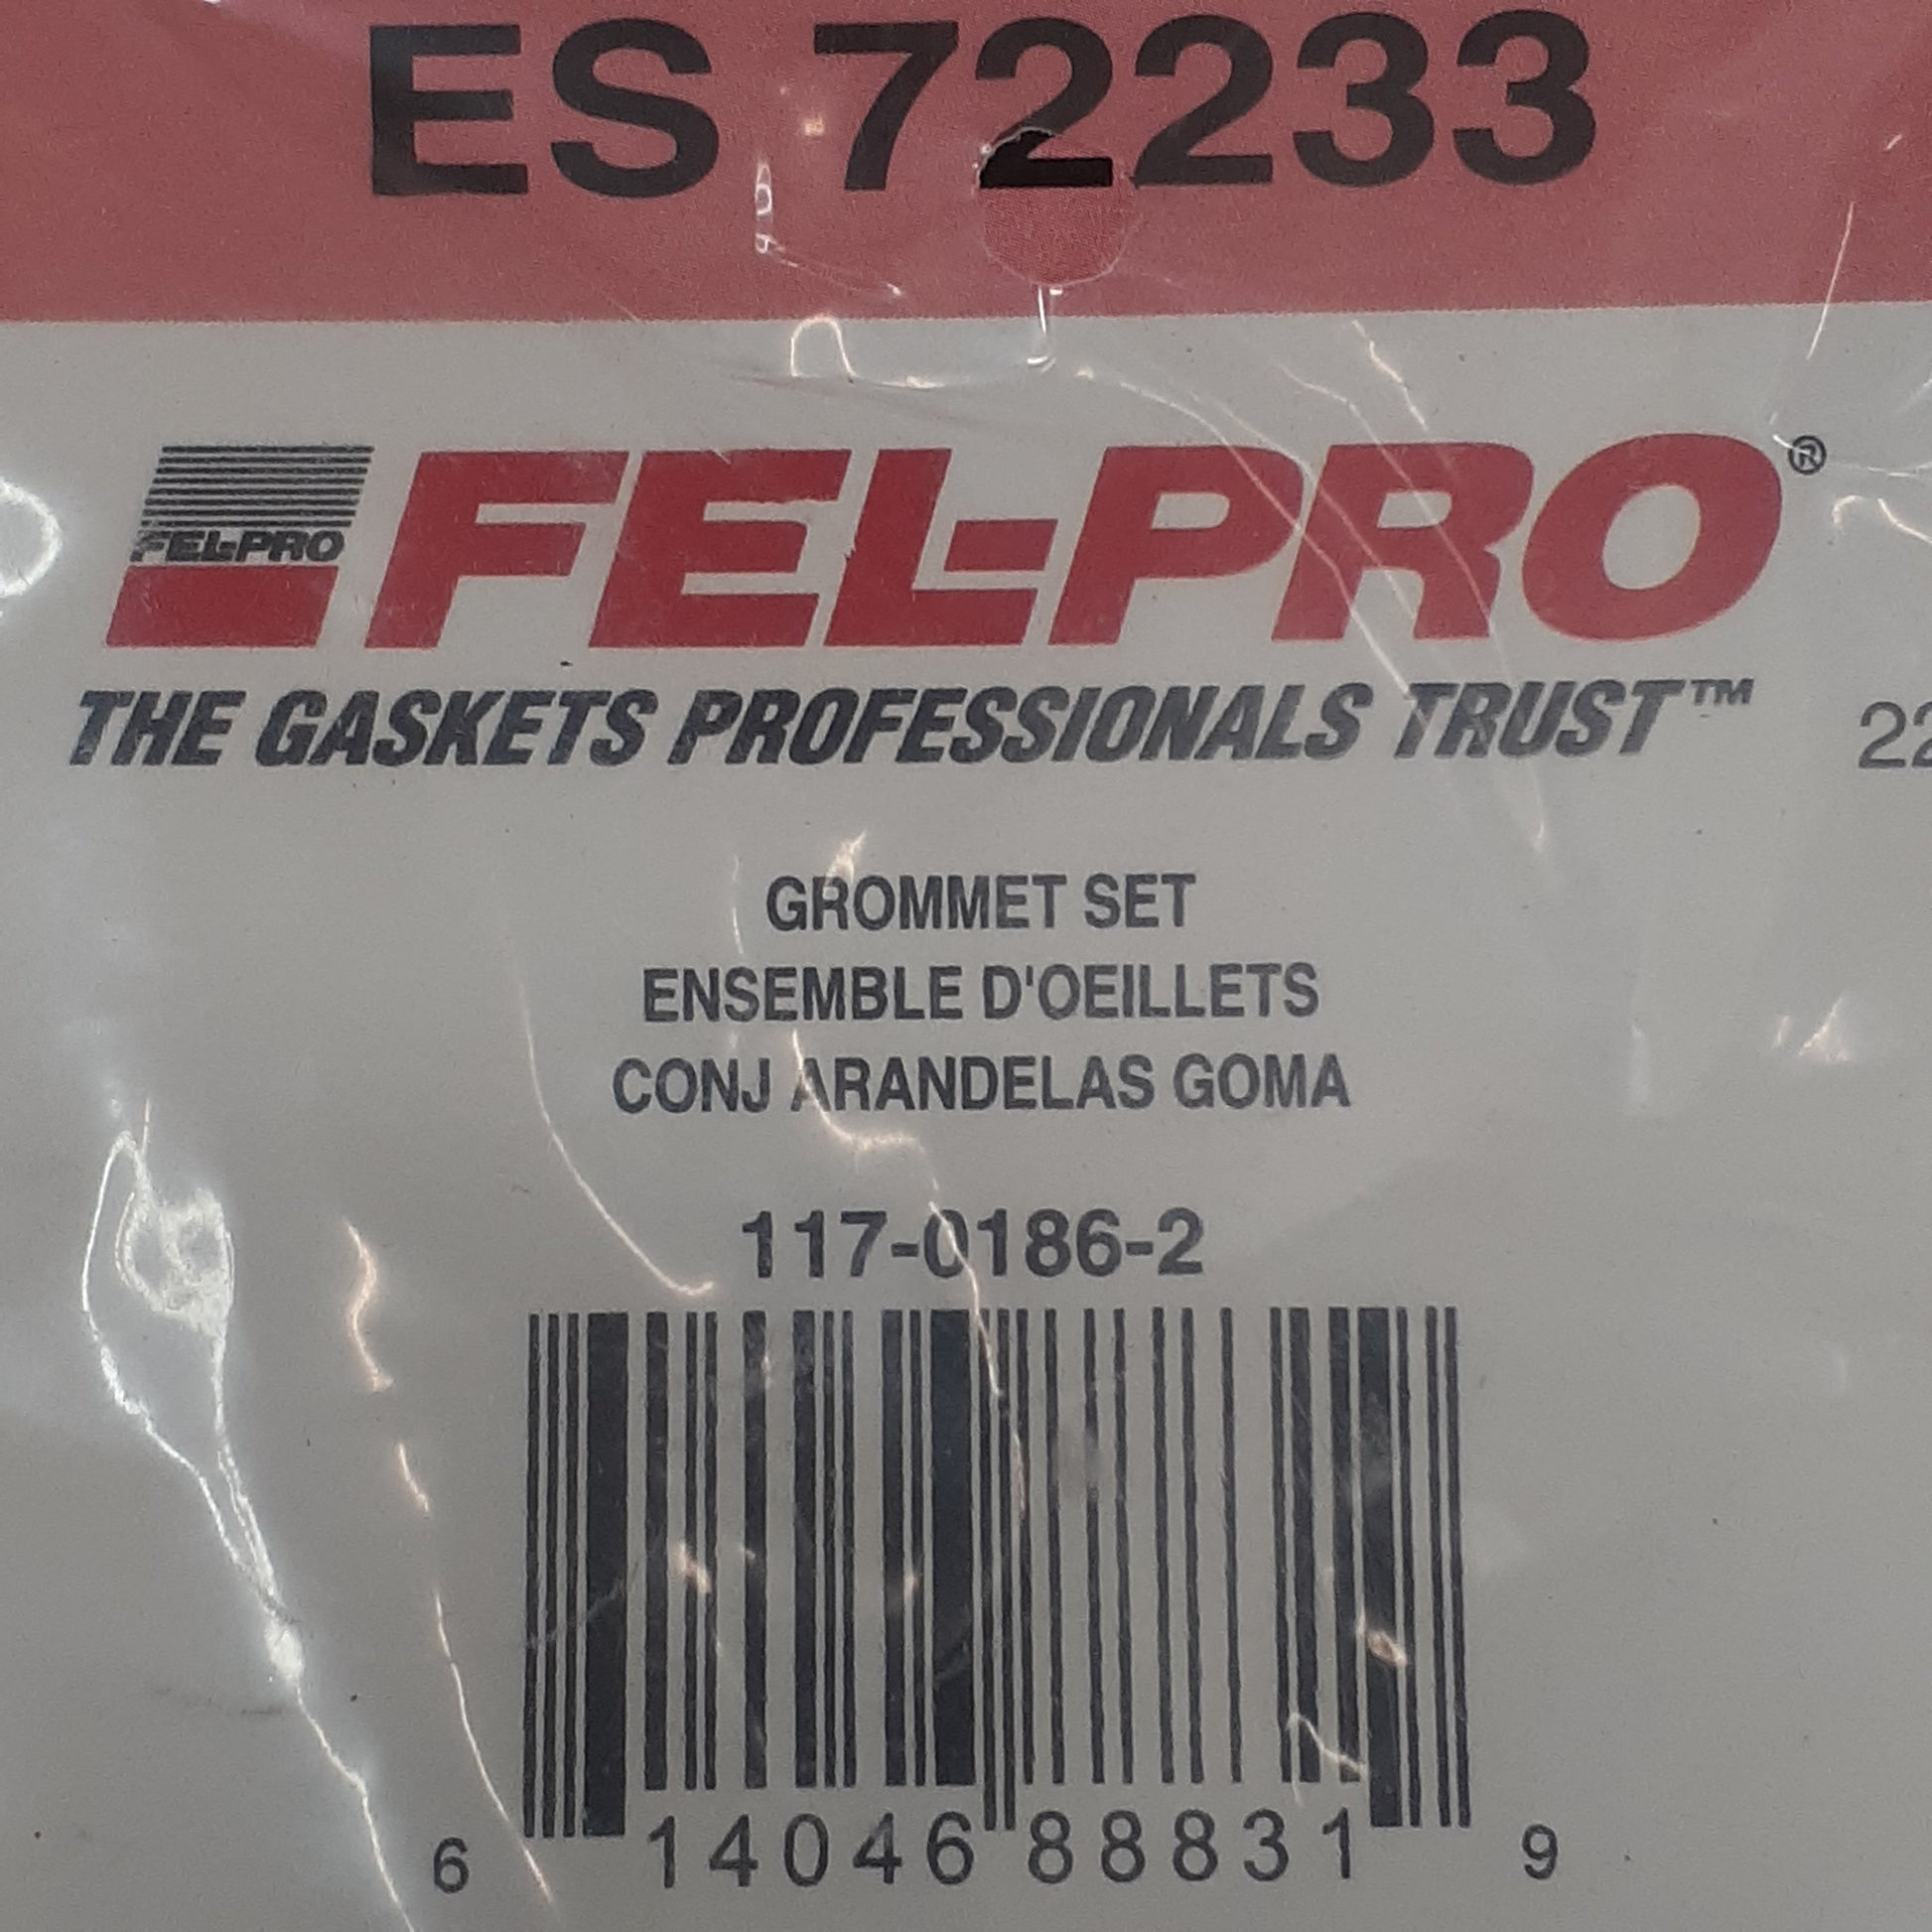 ES 72233
FEL-PRO
FEL-PRO®
THE GASKETS PROFESSIONALS TRUST™
22
GROMMET SET
ENSEMBLE D'OEILLETS
CONJ ARANDELAS GOMA
117-0186-2
6 14046 88831 9